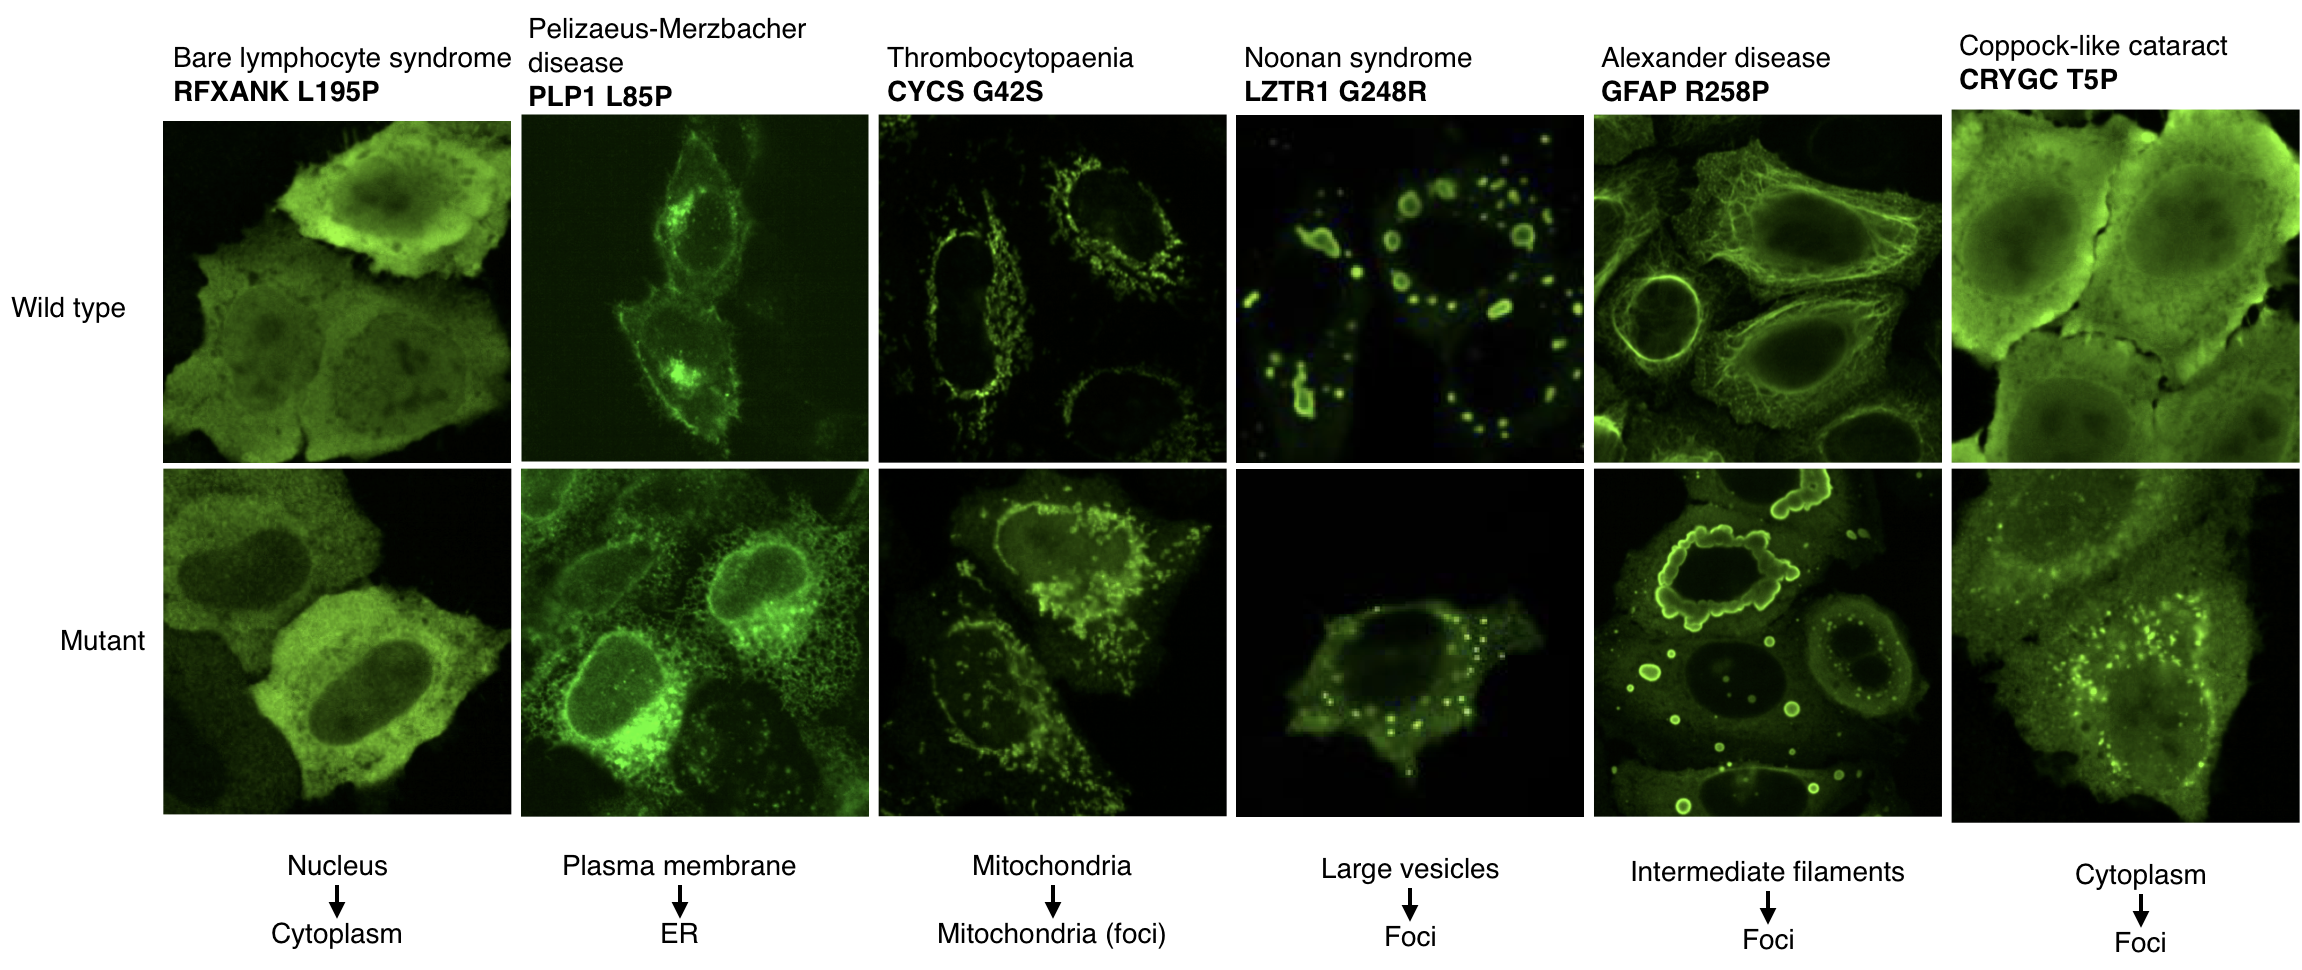 Bare lymphocyte syndrome
RFXANK L195P
Pelizaeus-Merzbacher
disease
PLP1 L85P
Thrombocytopaenia
CYCS G42S
Noonan syndrome
LZTR1 G248R
Alexander disease
GFAP R258P
Coppock-like cataract
CRYGC T5P
Wild type
Mutant
Nucleus
Cytoplasm
Plasma membrane
ER
Mitochondria
Mitochondria (foci)
Large vesicles
Foci
Intermediate filaments
Foci
Cytoplasm
Foci